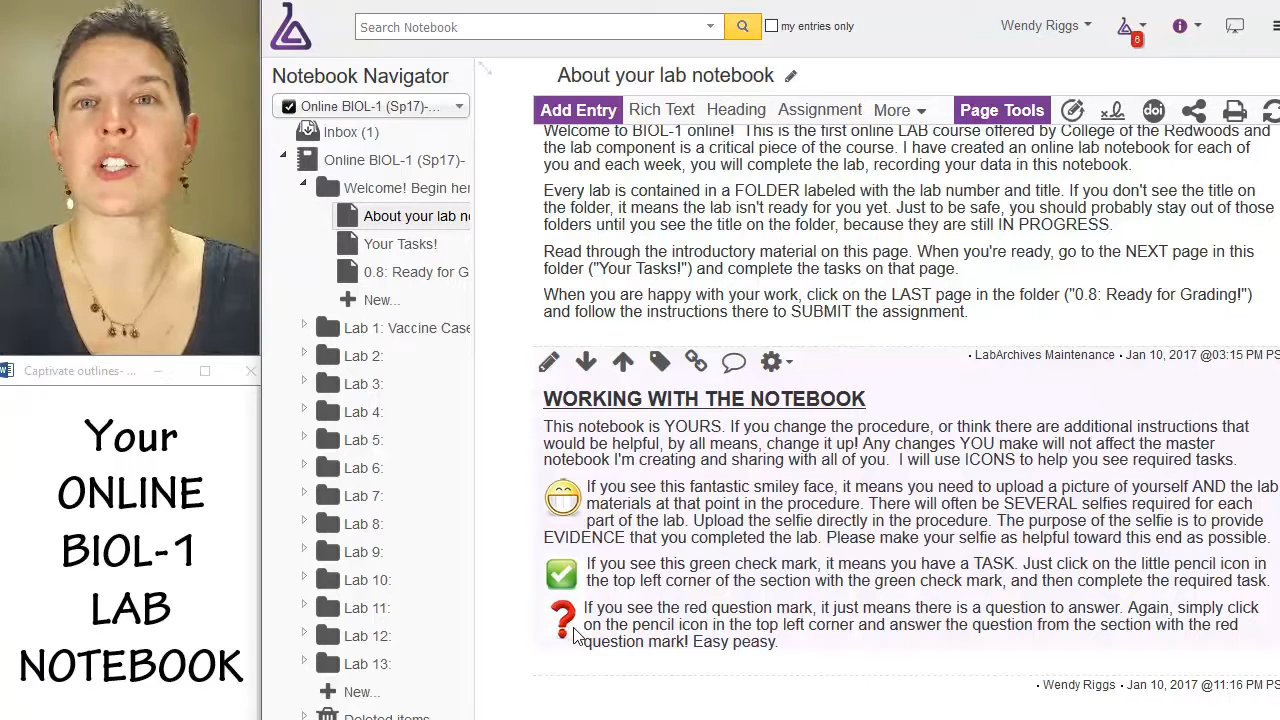 Search Notebook
my entries only
Wendy Riggs
6
Notebook Navigator
Online BIOL-1 (Sp17)-...
Inbox (1)
Online BIOL-1 (Sp17)-
Welcome! Begin her
About your lab n
Your Tasks!
0.8: Ready for G
New...
Lab 1: Vaccine Case
Lab 2:
Lab 3:
Lab 4:
Lab 5:
Lab 6:
Lab 7:
Lab 8:
Lab 9:
Lab 10:
Lab 11:
Lab 12:
Lab 13:
New...
Deleted items
About your lab notebook
Add Entry Rich Text Heading Assignment More Page Tools doi
Welcome to BIOL-1 online! This is the first online LAB course offered by College of the Redwoods and
the lab component is a critical piece of the course. I have created an online lab notebook for each of
you and each week, you will complete the lab, recording your data in this notebook.
Every lab is contained in a FOLDER labeled with the lab number and title. If you don't see the title on
the folder, it means the lab isn't ready for you yet. Just to be safe, you should probably stay out of those
folders until you see the title on the folder, because they are still IN PROGRESS.
Read through the introductory material on this page. When you're ready, go to the NEXT page in this
folder ("Your Tasks!") and complete the tasks on that page.
When you are happy with your work, click on the LAST page in the folder ("0.8: Ready for Grading!")
and follow the instructions there to SUBMIT the assignment.
• LabArchives Maintenance • Jan 10, 2017 @03:15 PM PS
WORKING WITH THE NOTEBOOK
This notebook is YOURS. If you change the procedure, or think there are additional instructions that
would be helpful, by all means, change it up! Any changes YOU make will not affect the master
notebook I'm creating and sharing with all of you. I will use ICONS to help you see required tasks.
If you see this fantastic smiley face, it means you need to upload a picture of yourself AND the lab
materials at that point in the procedure. There will often be SEVERAL selfies required for each
part of the lab. Upload the selfie directly in the procedure. The purpose of the selfie is to provide
EVIDENCE that you completed the lab. Please make your selfie as helpful toward this end as possible.
If you see this green check mark, it means you have a TASK. Just click on the little pencil icon in
the top left corner of the section with the green check mark, and then complete the required task.
If you see the red question mark, it just means there is a question to answer. Again, simply click
on the pencil icon in the top left corner and answer the question from the section with the red
question mark! Easy peasy.
• Wendy Riggs • Jan 10, 2017 @11:16 PM PS
Captivate outlines- ...
Your
ONLINE
BIOL-1
LAB
NOTEBOOK